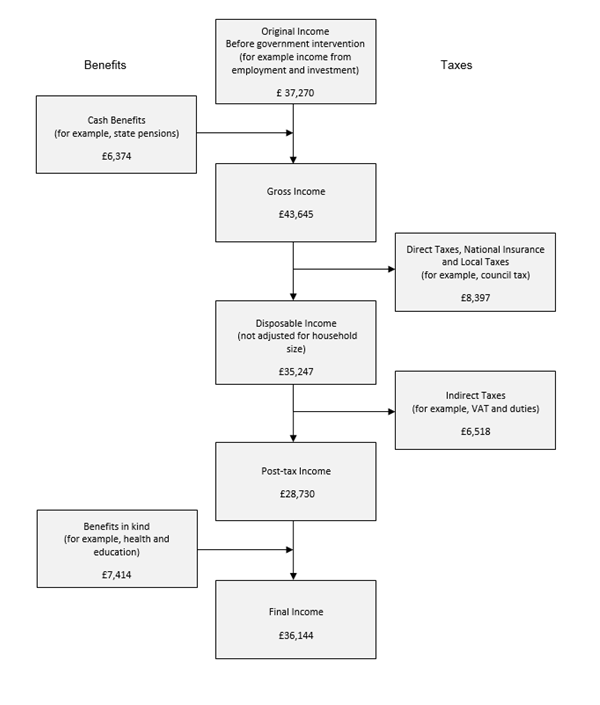 Benefits
Taxes
Original Income
Before government intervention
(for example income from
employment and investment)
£ 37,270
Cash Benefits
(for example, state pensions)
£6,374
Gross Income
£43,645
Direct Taxes, National Insurance
and Local Taxes
(for example, council tax)
£8,397
Disposable Income
(not adjusted for household
size)
£35,247
Indirect Taxes
(for example, VAT and duties)
£6,518
Post-tax Income
£28,730
Benefits in kind
(for example, health and
education)
£7,414
Final Income
£36,144